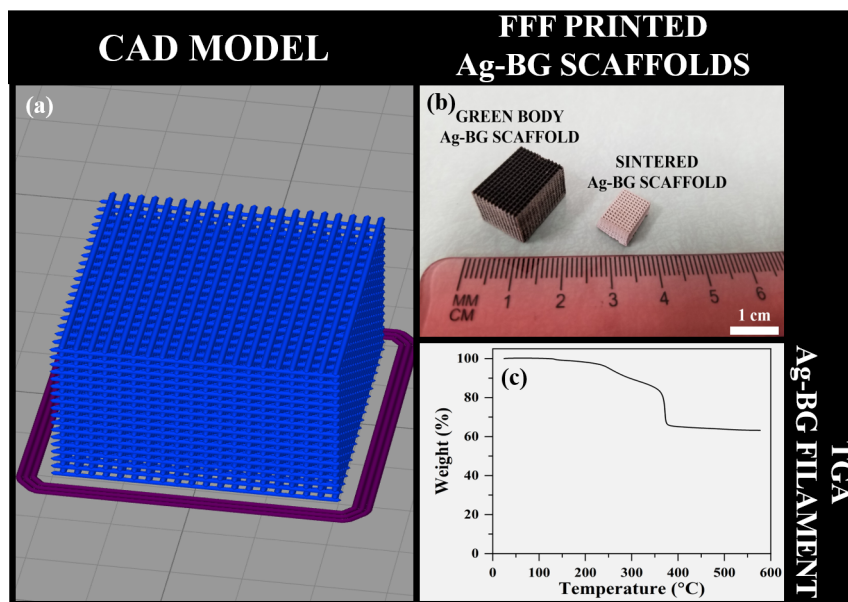 CAD MODEL
FFF PRINTED
Ag-BG SCAFFOLDS
(a)
(b)
GREEN BODY
Ag-BG SCAFFOLD
SINTERED
Ag-BG SCAFFOLD
MM
CM
1 2 3 4 5 6
1 cm
(c)
100
80
60
40
20
0
Weight (%)
0 100 200 300 400 500 600
Temperature (°C)
TGA
Ag-BG FILAMENT